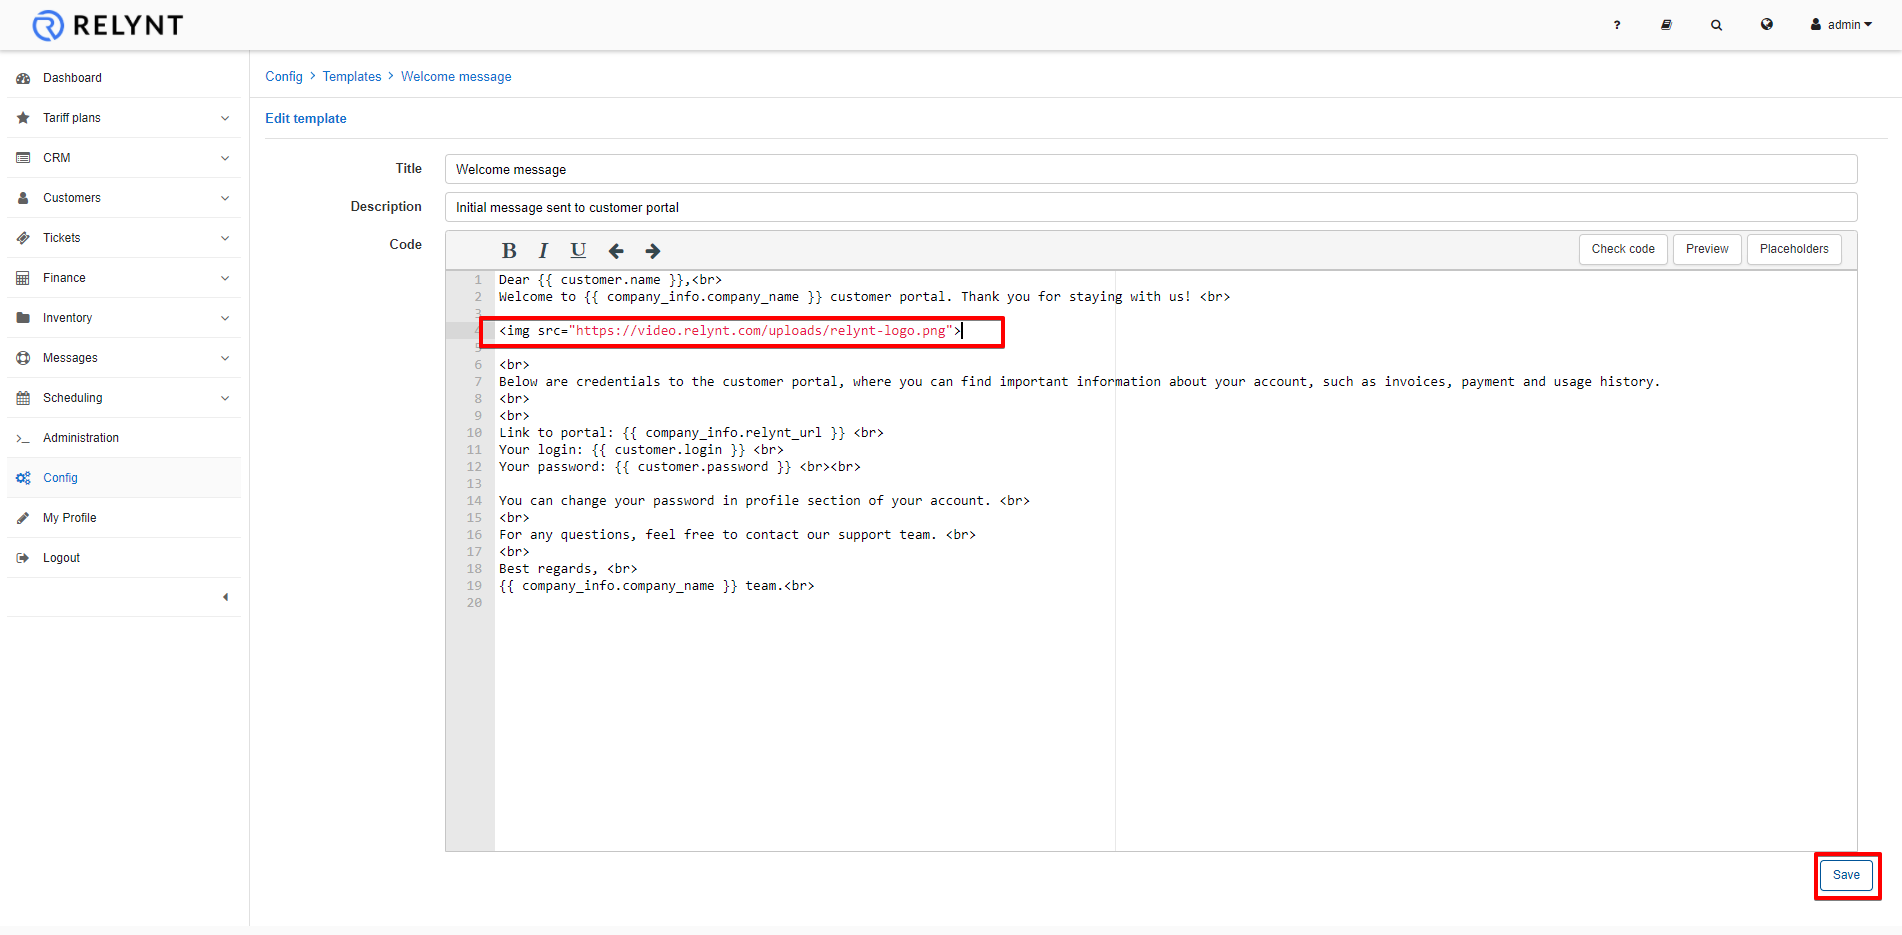 RELYNT
? admin
Dashboard
Tariff plans
CRM
Customers
Tickets
Finance
Inventory
Messages
Scheduling
Administration
Config
My Profile
Logout
Config > Templates > Welcome message
Edit template
Title Welcome message
Description Initial message sent to customer portal
Code B I U Check code Preview Placeholders
1 Dear {{ customer.name }},<br>
2 Welcome to {{ company_info.company_name }} customer portal. Thank you for staying with us! <br>
3
4 <img src="https://video.relynt.com/uploads/relynt-logo.png">
5
6 <br>
7 Below are credentials to the customer portal, where you can find important information about your account, such as invoices, payment and usage history.
8 <br>
9 <br>
10 Link to portal: {{ company_info.relynt_url }} <br>
11 Your login: {{ customer.login }} <br>
12 Your password: {{ customer.password }} <br><br>
13
14 You can change your password in profile section of your account. <br>
15 <br>
16 For any questions, feel free to contact our support team. <br>
17 <br>
18 Best regards, <br>
19 {{ company_info.company_name }} team.<br>
20
Save